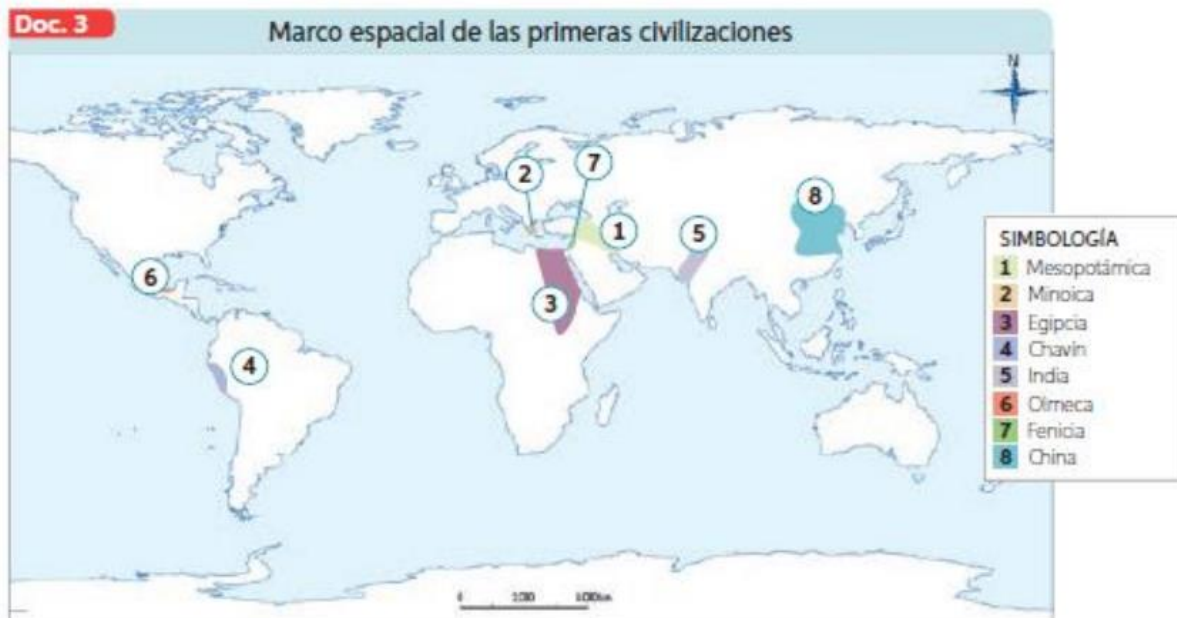 Doc. 3
Marco espacial de las primeras civilizaciones
N
7
2
8
1
5
6
3
4
SIMBOLOGÍA
1 Mesopotámica
2 Minoica
3 Egipcia
4 Chavín
5 India
6 Olmeca
7 Fenicia
8 China
0